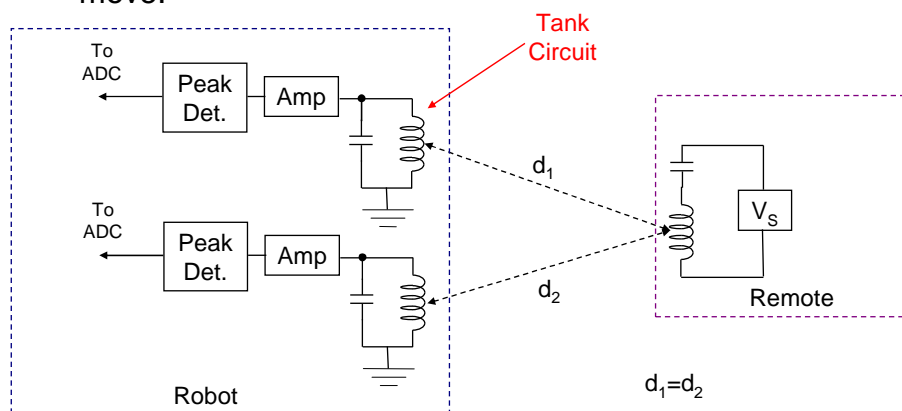 move.
Tank
Circuit
To
ADC
Peak
Det.
Amp
d₁
V_S
To
ADC
Peak
Det.
Amp
d₂
Remote
Robot
d₁=d₂